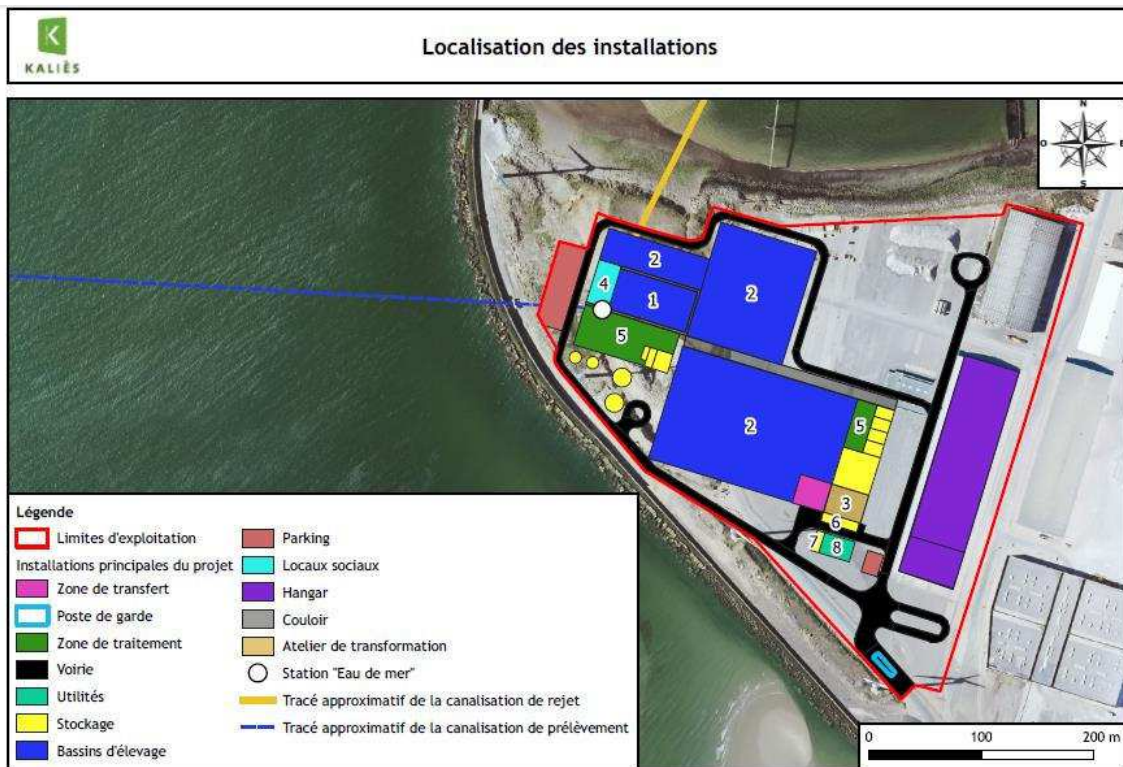 KALIÈS
Localisation des installations
N
O
E
S
2
4
1
2
5
2
5
3
6
7
8
Légende
Limites d'exploitation
Installations principales du projet
Zone de transfert
Poste de garde
Zone de traitement
Voirie
Utilités
Stockage
Bassins d'élevage
Parking
Locaux sociaux
Hangar
Couloir
Atelier de transformation
Station "Eau de mer"
Tracé approximatif de la canalisation de rejet
Tracé approximatif de la canalisation de prélèvement
0 100 200 m